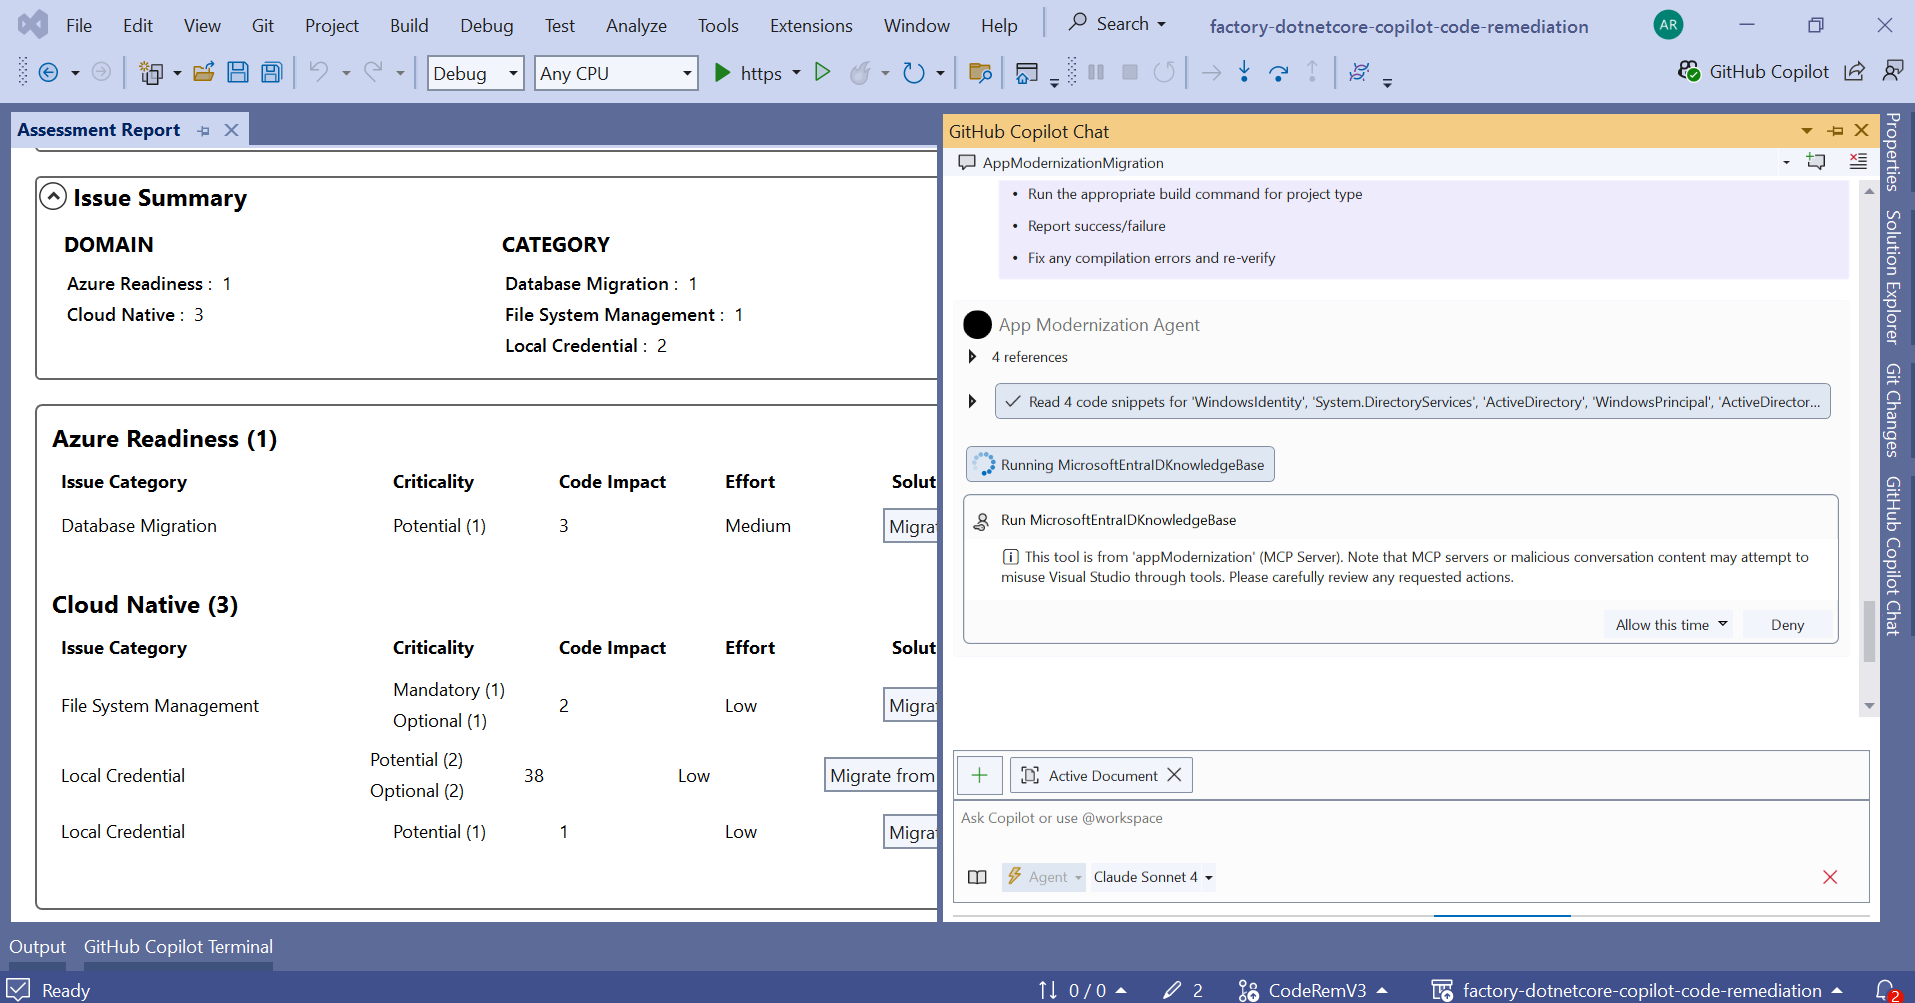 File Edit View Git Project Build Debug Test Analyze Tools Extensions Window Help Search factory-dotnetcore-copilot-code-remediation AR
Debug Any CPU https GitHub Copilot
Assessment Report
Issue Summary
DOMAIN CATEGORY
Azure Readiness : 1 Database Migration : 1
Cloud Native : 3 File System Management : 1
Local Credential : 2
Azure Readiness (1)
Issue Category Criticality Code Impact Effort Solut
Database Migration Potential (1) 3 Medium Migra
Cloud Native (3)
Issue Category Criticality Code Impact Effort Solut
File System Management Mandatory (1) 2 Low Migra
Optional (1)
Local Credential Potential (2) 38 Low Migrate from
Optional (2)
Local Credential Potential (1) 1 Low Migra
GitHub Copilot Chat
AppModernizationMigration
• Run the appropriate build command for project type
• Report success/failure
• Fix any compilation errors and re-verify
App Modernization Agent
4 references
Read 4 code snippets for 'WindowsIdentity', 'System.DirectoryServices', 'ActiveDirectory', 'WindowsPrincipal', 'ActiveDirector...
Running MicrosoftEntraIDKnowledgeBase
Run MicrosoftEntraIDKnowledgeBase
This tool is from 'appModernization' (MCP Server). Note that MCP servers or malicious conversation content may attempt to
misuse Visual Studio through tools. Please carefully review any requested actions.
Allow this time Deny
Active Document
Ask Copilot or use @workspace
Agent Claude Sonnet 4
Properties
Solution Explorer
Git Changes
GitHub Copilot Chat
Output GitHub Copilot Terminal
Ready 0 / 0 2 CodeRemV3 factory-dotnetcore-copilot-code-remediation 2